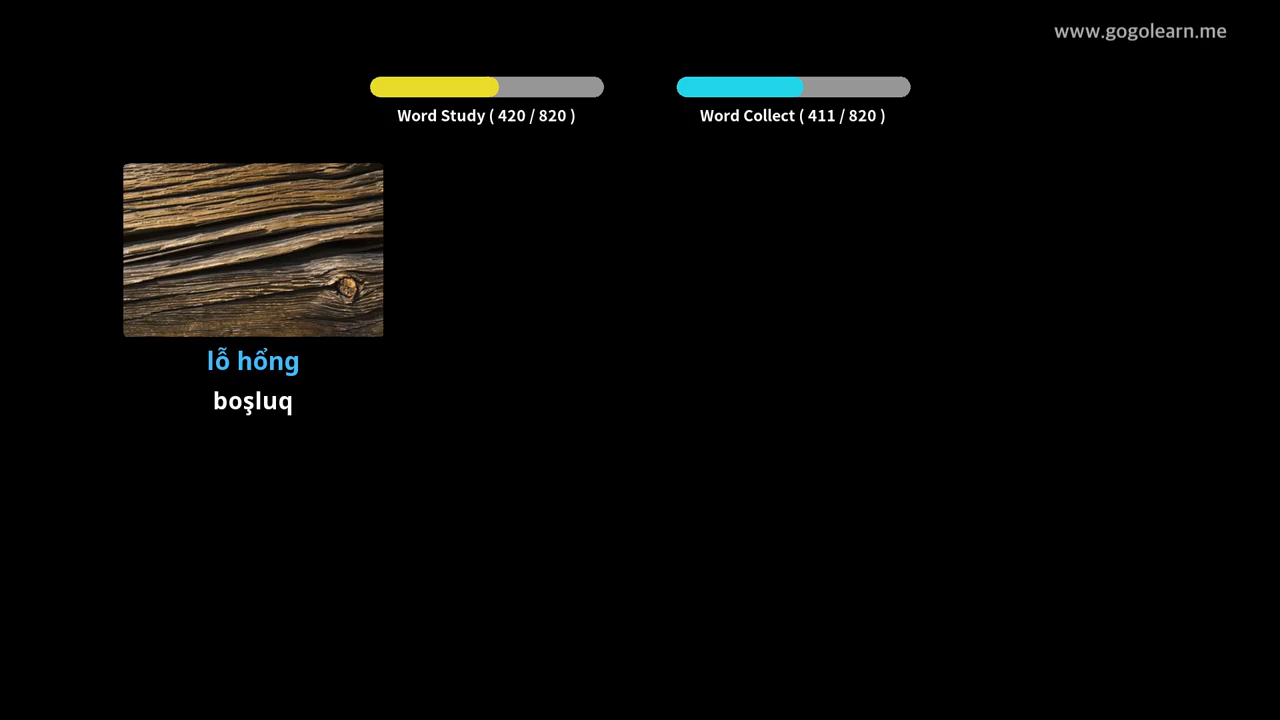 www.gogolearn.me
Word Study ( 420 / 820 )
Word Collect ( 411 / 820 )
lỗ hổng
boşluq